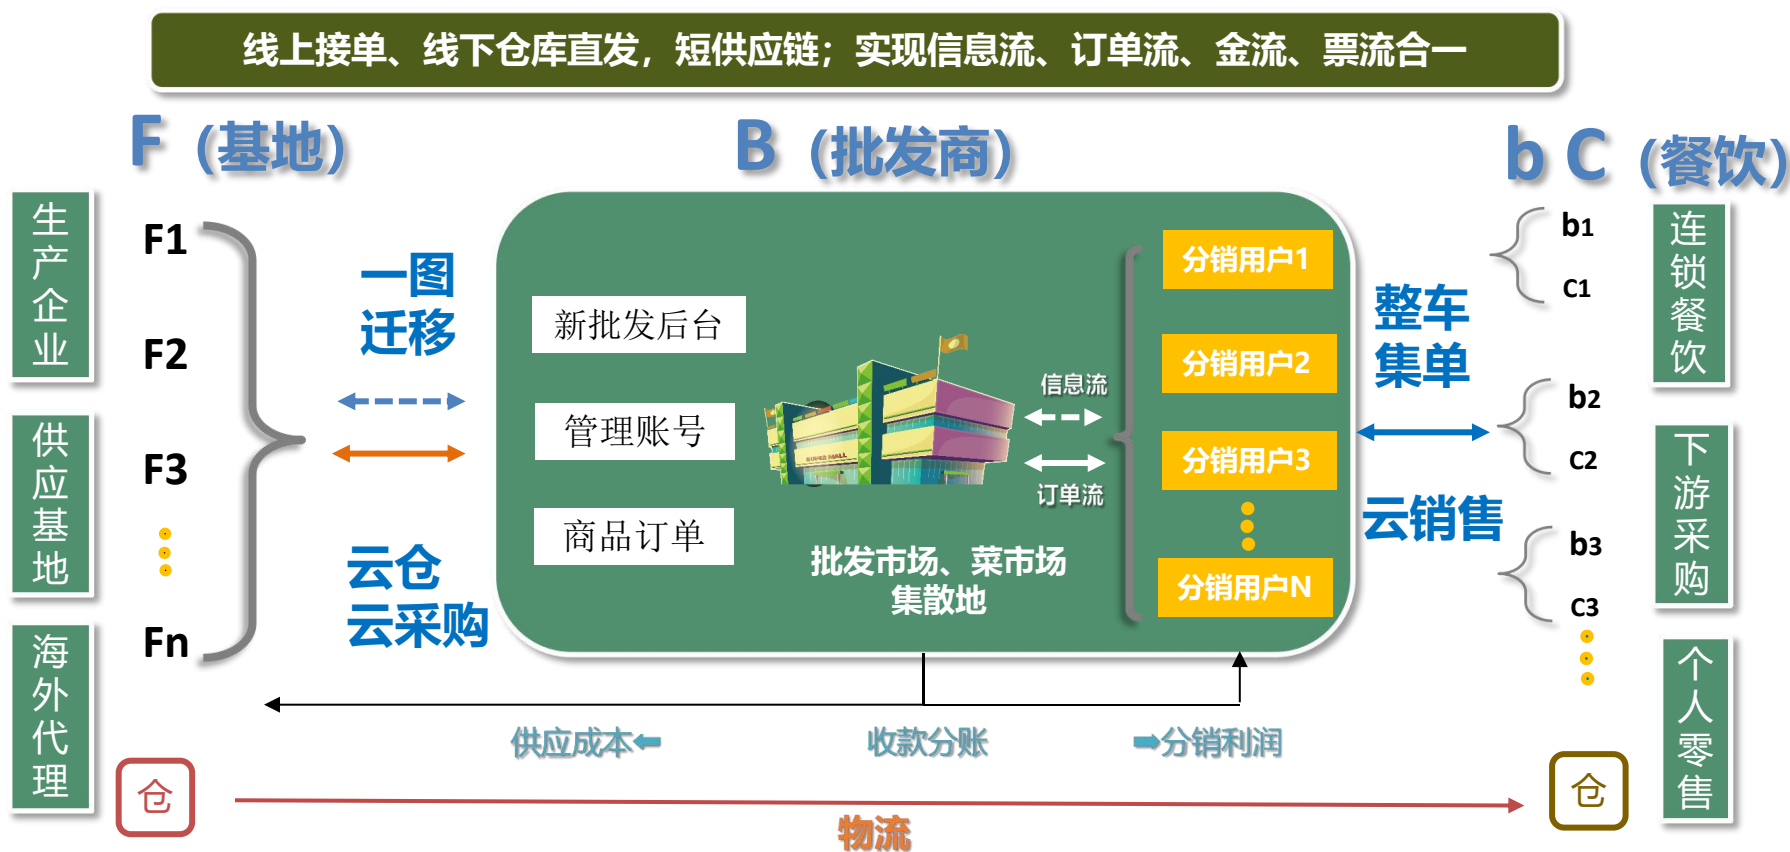 线上接单、线下仓库直发，短供应链；实现信息流、订单流、金流、票流合一
F（基地）
B（批发商）
b C（餐饮）
生产企业
供应基地
海外代理
F1
F2
F3
Fn
一图
迁移
云仓
云采购
新批发后台
管理账号
商品订单
SUPER MALL
批发市场、菜市场
集散地
信息流
订单流
分销用户1
分销用户2
分销用户3
分销用户N
整车
集单
云销售
b1
c1
b2
c2
b3
c3
连锁餐饮
下游采购
个人零售
供应成本
收款分账
分销利润
仓
物流
仓